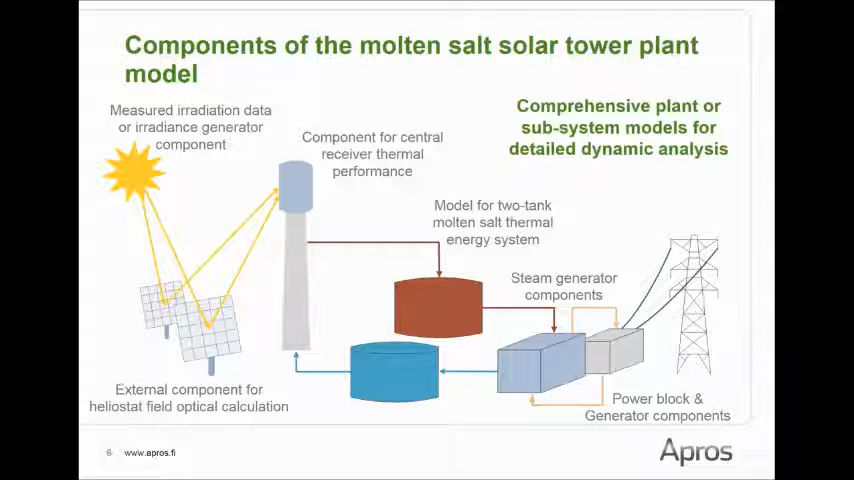 Components of the molten salt solar tower plant
model
Measured irradiation data
or irradiance generator
component
Component for central
receiver thermal
performance
Comprehensive plant or
sub-system models for
detailed dynamic analysis
Model for two-tank
molten salt thermal
energy system
Steam generator
components
External component for
heliostat field optical calculation
Power block &
Generator components
6
www.apros.fi
Apros